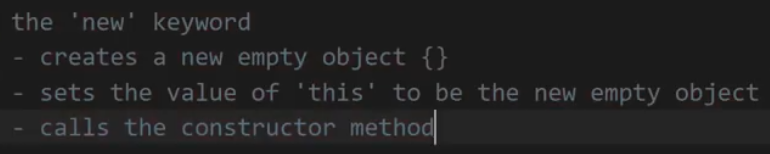 the 'new' keyword
- creates a new empty object {}
- sets the value of 'this' to be the new empty object
- calls the constructor method